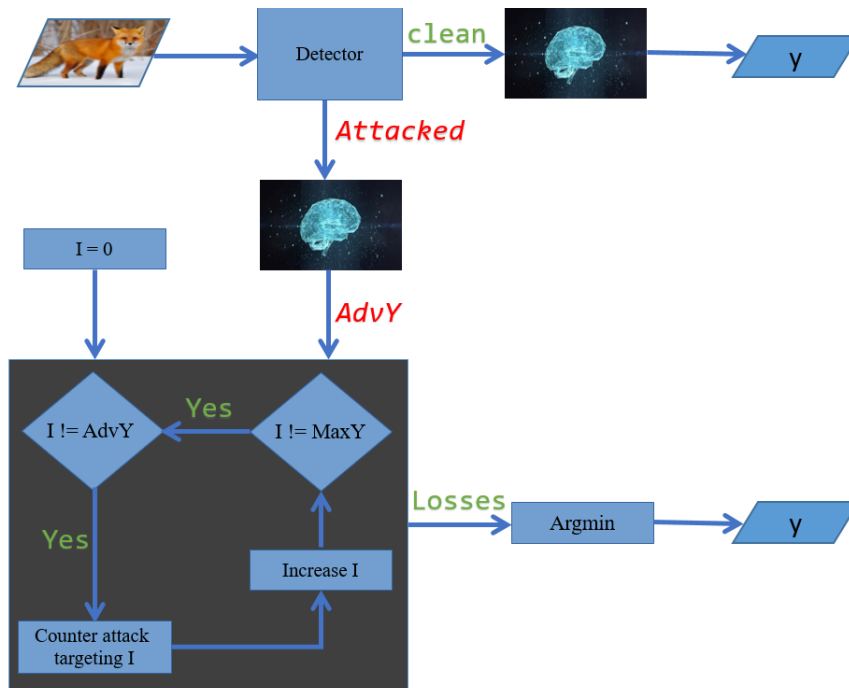 Detector
clean
y
Attacked
I = 0
AdvY
I != AdvY
Yes
I != MaxY
Yes
Losses
Argmin
y
Increase I
Counter attack
targeting I